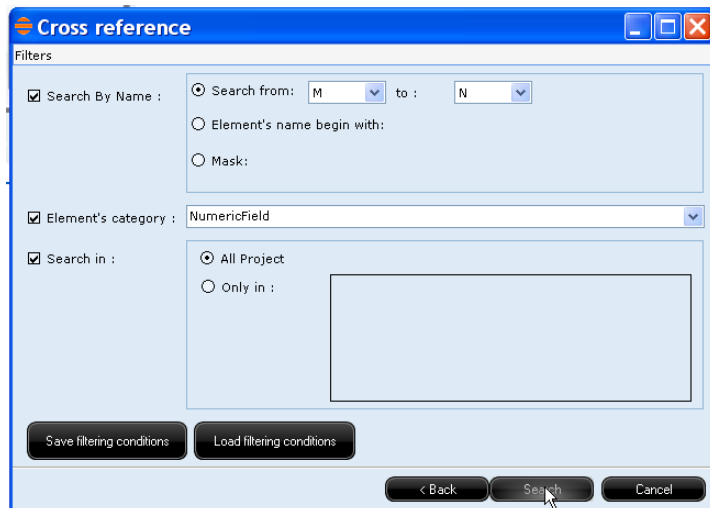 Cross reference
Filters
Search By Name :
Search from: M to : N
Element's name begin with:
Mask:
Element's category : NumericField
Search in :
All Project
Only in :
Save filtering conditions Load filtering conditions
< Back Search Cancel